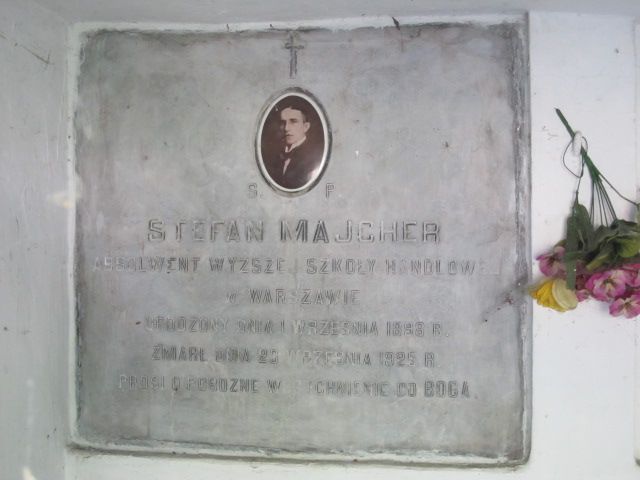 S. P
STEFAN MAJCHER
ABSOLWENT WYŻSZEJ SZKOŁY HANDLOWEJ
W WARSZAWIE
URODZONY DNIA 1 WRZEŚNIA 1898 R.
ZMARŁ DNIA 23 WRZEŚNIA 1925 R.
PROSI O POBOŻNE WESTCHNIENIE DO BOGA.